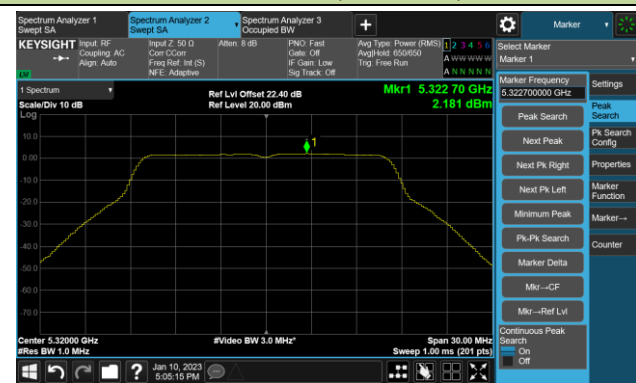 Spectrum Analyzer 1
Swept SA
Spectrum Analyzer 2
Swept SA
Spectrum Analyzer 3
Occupied BW
+
Marker
KEYSIGHT
Input: RF
Coupling: AC
Align: Auto
Input Z: 50 Ω
Corr CCorr
Freq Ref: Int (S)
NFE: Adaptive
Atten: 8 dB
PNO: Fast
Gate: Off
IF Gain: Low
Sig Track: Off
Avg Type: Power (RMS)
Avg|Hold: 650/650
Trig: Free Run
1 2 3 4 5 6
A W W W W W
A N N N N N
Select Marker
Marker 1
1 Spectrum
Scale/Div 10 dB
Log
Ref Lvl Offset 22.40 dB
Ref Level 20.00 dBm
Mkr1 5.322 70 GHz
2.181 dBm
10.0
0.00
-10.0
-20.0
-30.0
-40.0
-50.0
-60.0
-70.0
1
Center 5.32000 GHz
#Res BW 1.0 MHz
#Video BW 3.0 MHz*
Span 30.00 MHz
Sweep 1.00 ms (201 pts)
Marker Frequency
5.322700000 GHz
Peak Search
Next Peak
Next Pk Right
Next Pk Left
Minimum Peak
Pk-Pk Search
Marker Delta
Mkr→CF
Mkr→Ref Lvl
Continuous Peak
Search
On
Off
Settings
Peak
Search
Pk Search
Config
Properties
Marker
Function
Marker→
Counter
?
Jan 10, 2023
5:05:15 PM